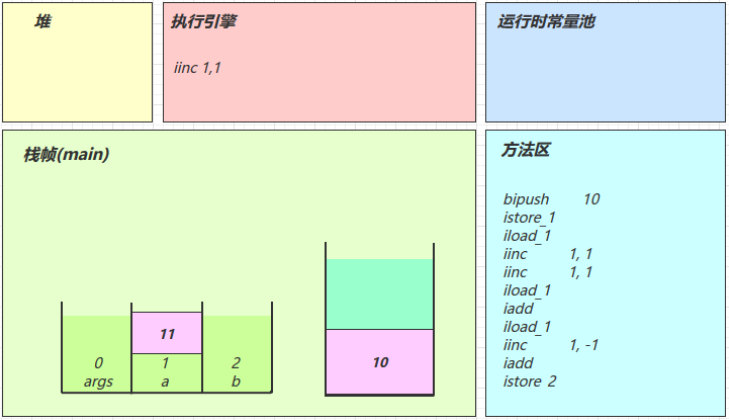 堆
执行引擎
iinc 1,1
运行时常量池
栈帧(main)
11
0 1 2
args a b
10
方法区
bipush 10
istore_1
iload_1
iinc 1, 1
iinc 1, 1
iload_1
iadd
iload_1
iinc 1, -1
iadd
istore 2